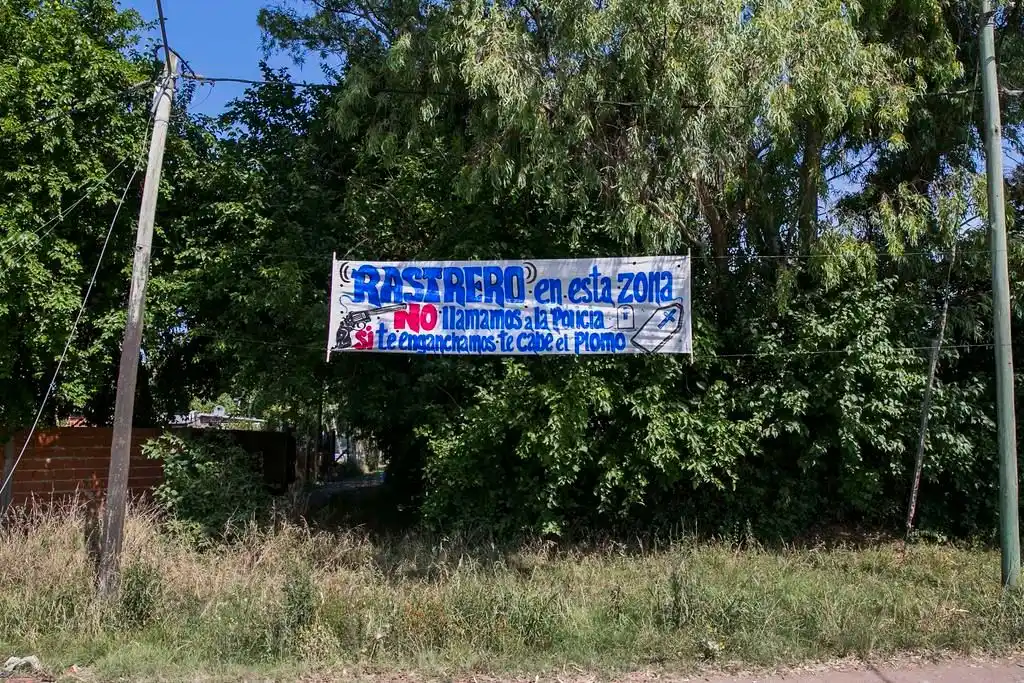 RASTRERO en esta zona
NO llamamos a la Policia
Si te enganchamos te cabe el Plomo